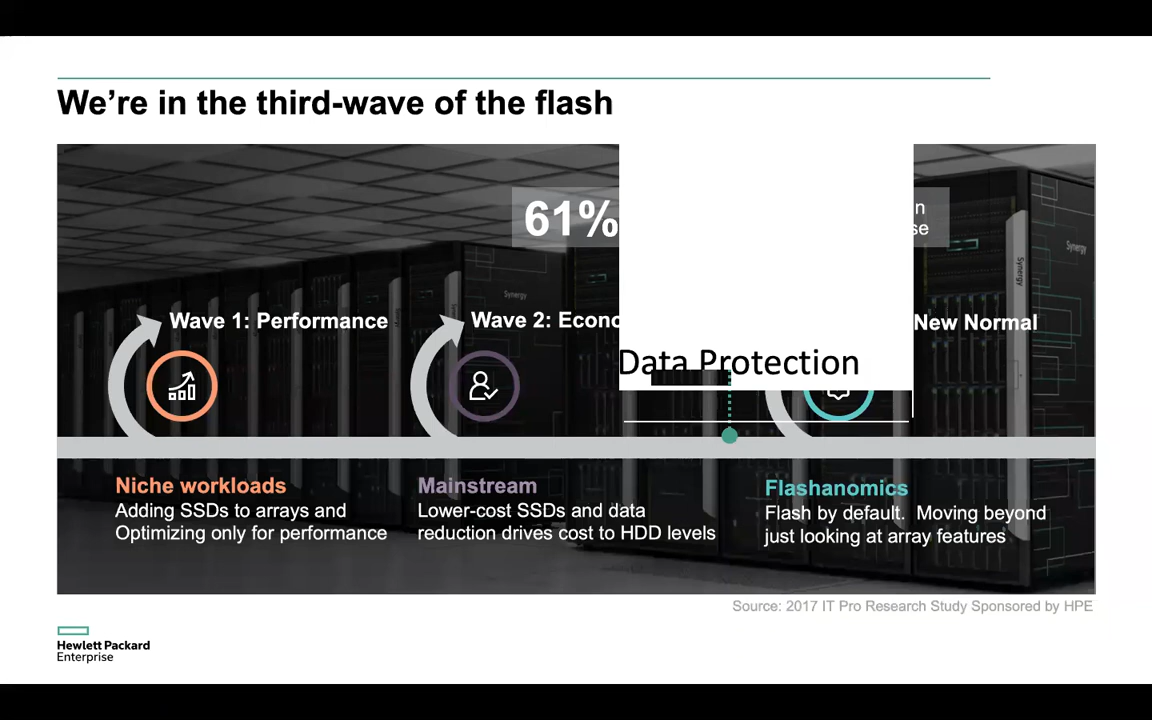 We're in the third-wave of the flash
61%
Wave 1: Performance
Wave 2:
New Normal
Data Protection
Niche workloads
Adding SSDs to arrays and
Optimizing only for performance
Mainstream
Lower-cost SSDs and data
reduction drives cost to HDD levels
Flashanomics
Flash by default. Moving beyond
just looking at array features
Synergy
Synergy
Synergy
Source: 2017 IT Pro Research Study Sponsored by HPE
Hewlett Packard
Enterprise